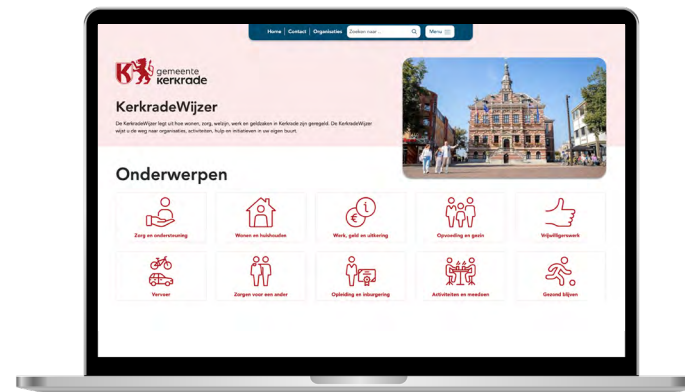 Home | Contact | Organisaties
Zoeken naar ...
Menu
gemeente
kerkrade
KerkradeWijzer
De KerkradeWijzer legt uit hoe wonen, zorg, welzijn, werk en geldzaken in Kerkrade zijn geregeld. De KerkradeWijzer
wijst u de weg naar organisaties, activiteiten, hulp en initiatieven in uw eigen buurt.
Onderwerpen
Zorg en ondersteuning
Wonen en huishouden
Werk, geld en uitkering
Opvoeding en gezin
Vrijwilligerswerk
Vervoer
Zorgen voor een ander
Opleiding en inburgering
Activiteiten en meedoen
Gezond blijven